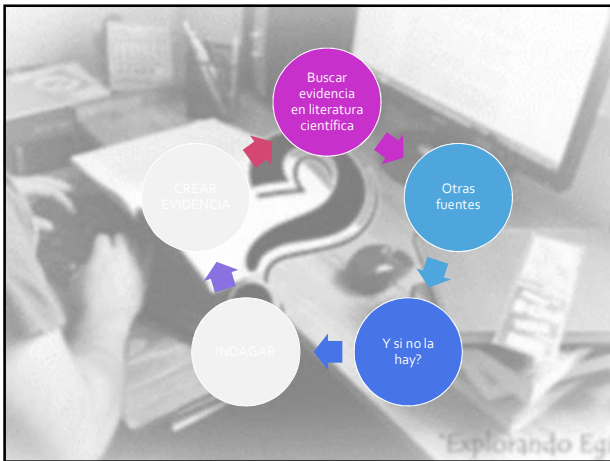 Buscar
evidencia
en literatura
científica
Otras
fuentes
Y si no la
hay?
INDAGAR
CREAR
EVIDENCIA
"Explorando